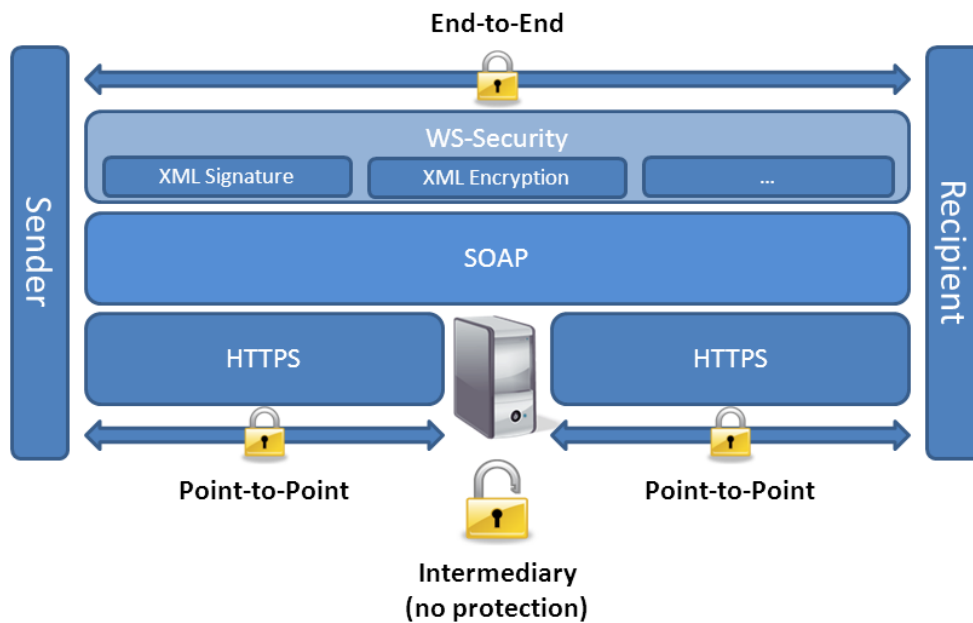 End-to-End
Sender
Recipient
WS-Security
XML Signature
XML Encryption
...
SOAP
HTTPS
HTTPS
Point-to-Point
Point-to-Point
Intermediary
(no protection)